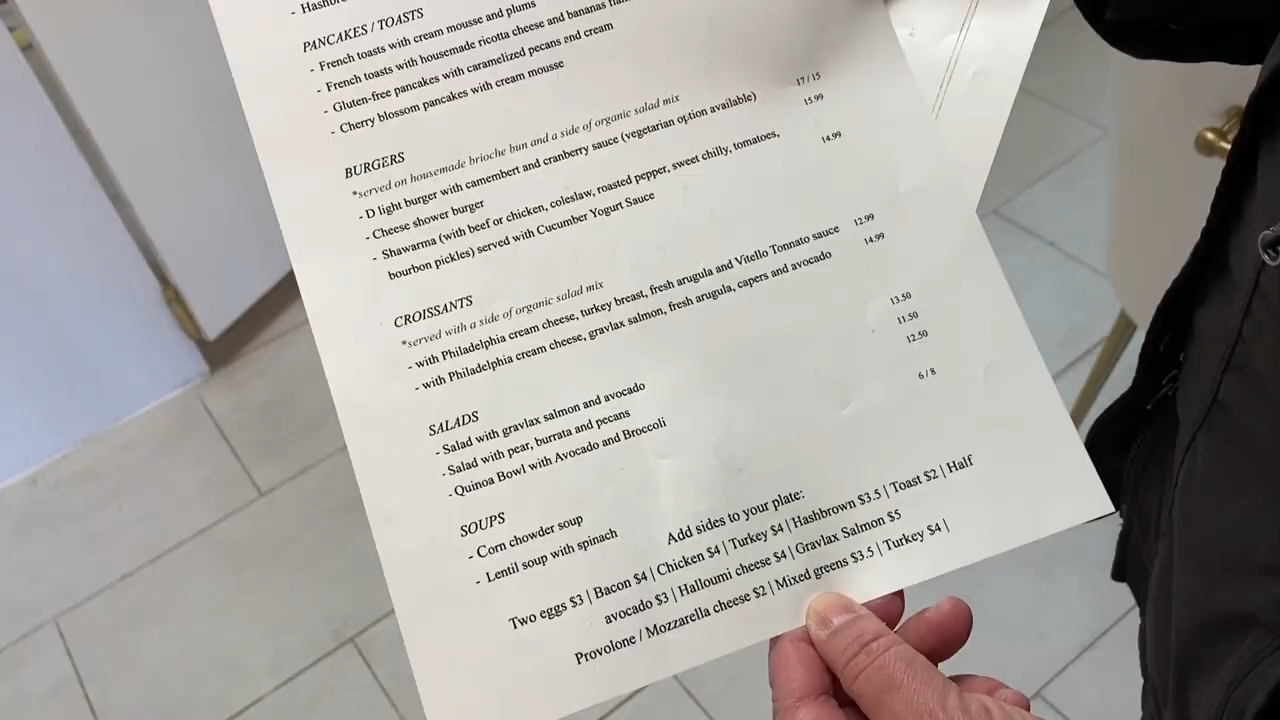 PANCAKES / TOASTS
- French toasts with cream mousse and plums
- French toasts with housemade ricotta cheese and bananas
- Gluten-free pancakes with caramelized pecans and cream
- Cherry blossom pancakes with cream mousse
BURGERS
*served on housemade brioche bun and a side of organic salad mix
- D light burger with camembert and cranberry sauce (vegetarian option available) 17 / 15
- Cheese shower burger 15.99
- Shawarma (with beef or chicken, coleslaw, roasted pepper, sweet chilly, tomatoes, 14.99
bourbon pickles) served with Cucumber Yogurt Sauce
CROISSANTS
*served with a side of organic salad mix
- with Philadelphia cream cheese, turkey breast, fresh arugula and Vitello Tonnato sauce 12.99
- with Philadelphia cream cheese, gravlax salmon, fresh arugula, capers and avocado 14.99
SALADS
- Salad with gravlax salmon and avocado 13.50
- Salad with pear, burrata and pecans 11.50
- Quinoa Bowl with Avocado and Broccoli 12.50
SOUPS 6 / 8
- Corn chowder soup
- Lentil soup with spinach
Add sides to your plate:
Two eggs $3 | Bacon $4 | Chicken $4 | Turkey $4 | Hashbrown $3.5 | Toast $2 | Half
avocado $3 | Halloumi cheese $4 | Gravlax Salmon $5
Provolone / Mozzarella cheese $2 | Mixed greens $3.5 | Turkey $4 |